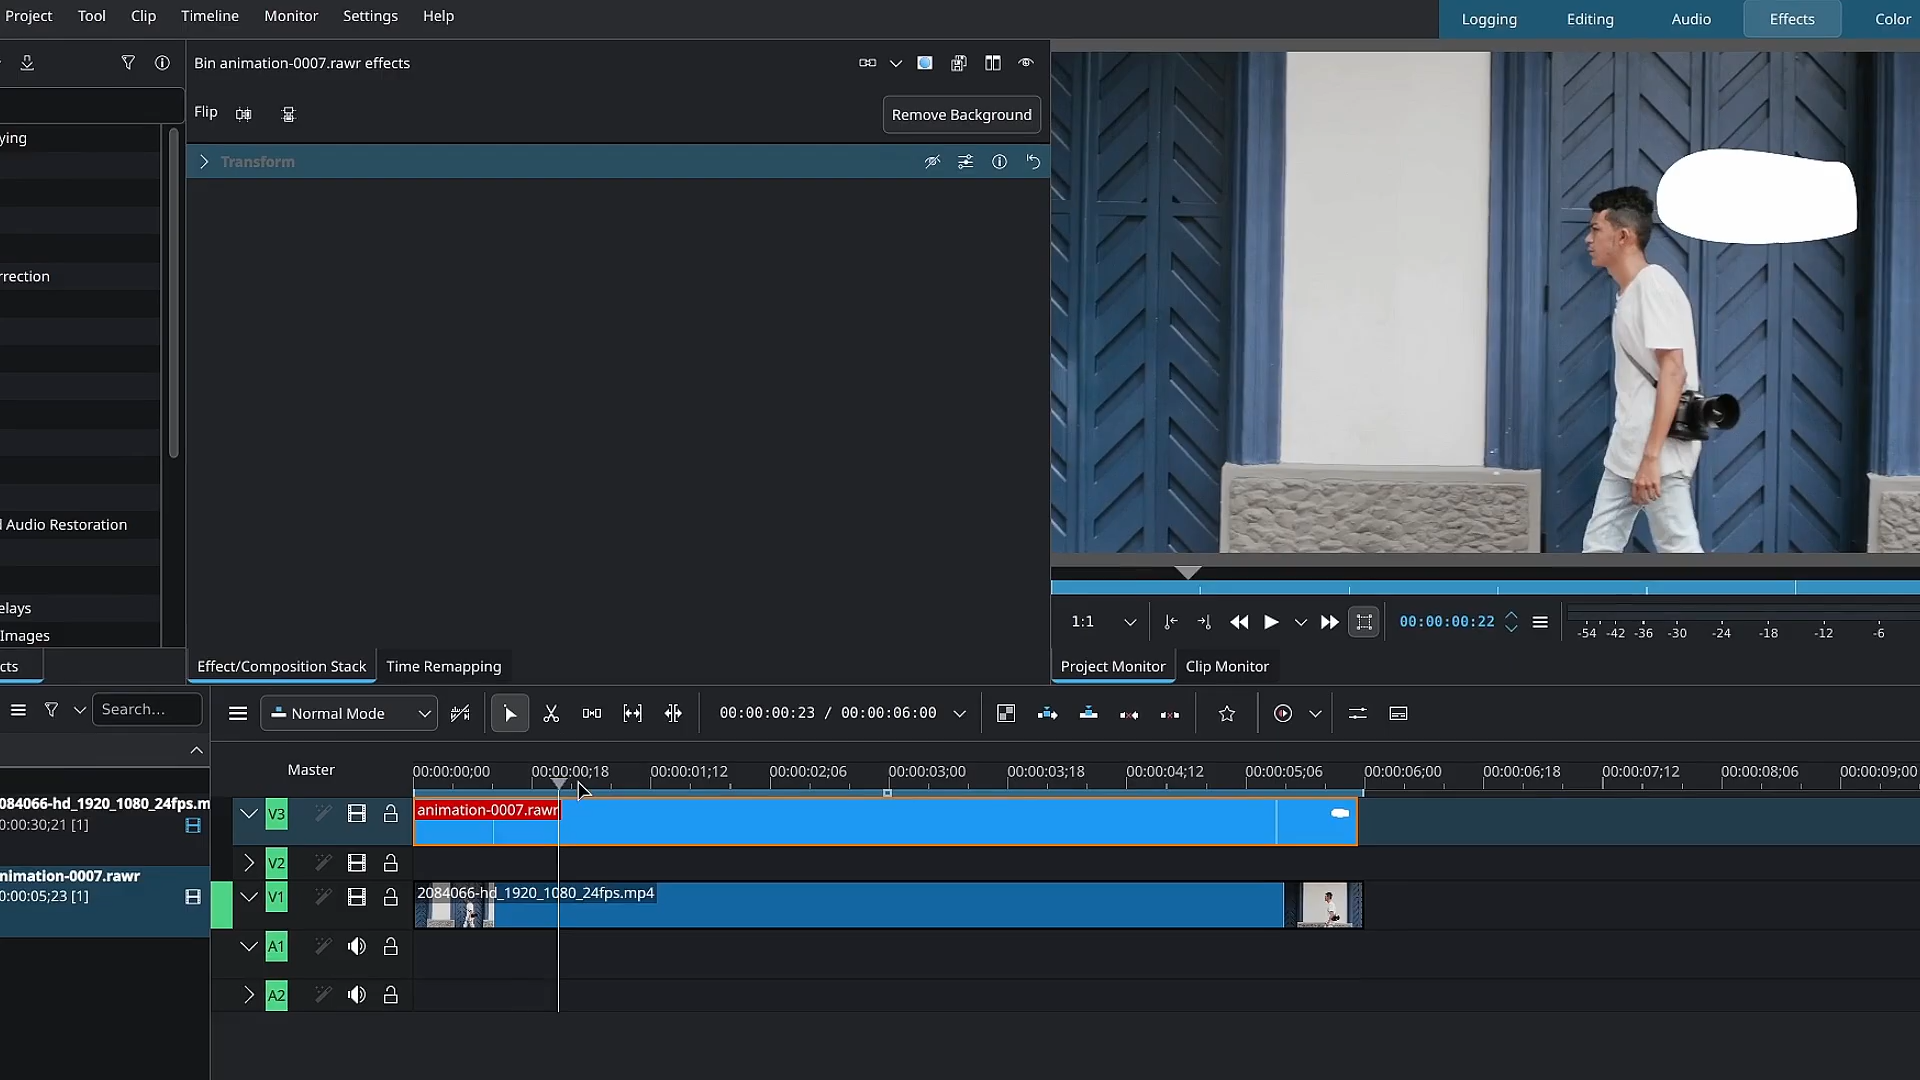 Project Tool Clip Timeline Monitor Settings Help
Logging Editing Audio Effects Color
Bin animation-0007.rawr effects
Flip
Remove Background
Transform
ying
rrection
l Audio Restoration
elays
Images
cts
Effect/Composition Stack Time Remapping
1:1
00:00:00:22
-54 -42 -36 -30 -24 -18 -12 -6
Project Monitor Clip Monitor
Search...
Normal Mode
00:00:00:23 / 00:00:06:00
Master
00:00:00;00 00:00:00;18 00:00:01;12 00:00:02;06 00:00:03;00 00:00:03;18 00:00:04;12 00:00:05;06 00:00:06;00 00:00:06;18 00:00:07;12 00:00:08;06 00:00:09;00
084066-hd_1920_1080_24fps.m
0:00:30;21 [1]
nimation-0007.rawr
0:00:05;23 [1]
V3
animation-0007.rawr
V2
V1
2084066-hd_1920_1080_24fps.mp4
A1
A2